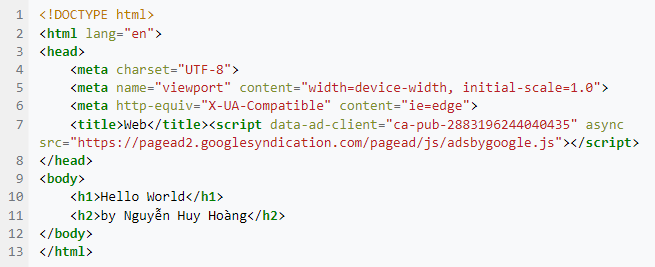 1 <!DOCTYPE html>
2 <html lang="en">
3 <head>
4     <meta charset="UTF-8">
5     <meta name="viewport" content="width=device-width, initial-scale=1.0">
6     <meta http-equiv="X-UA-Compatible" content="ie=edge">
7     <title>Web</title><script data-ad-client="ca-pub-2883196244040435" async
src="https://pagead2.googlesyndication.com/pagead/js/adsbygoogle.js"></script>
8 </head>
9 <body>
10     <h1>Hello World</h1>
11     <h2>by Nguyễn Huy Hoàng</h2>
12 </body>
13 </html>